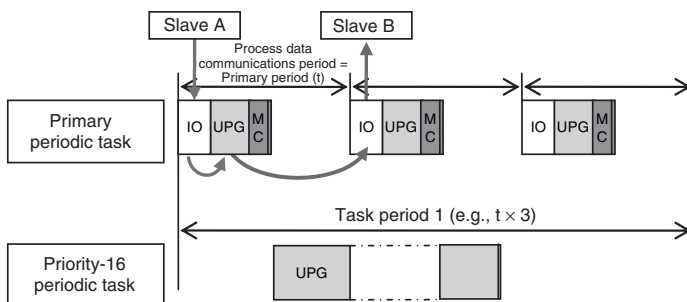 Slave A
Slave B
Process data
communications period =
Primary period (t)
Primary
periodic task
IO
UPG
M
C
IO
UPG
M
C
IO
UPG
M
C
Task period 1 (e.g., t × 3)
Priority-16
periodic task
UPG